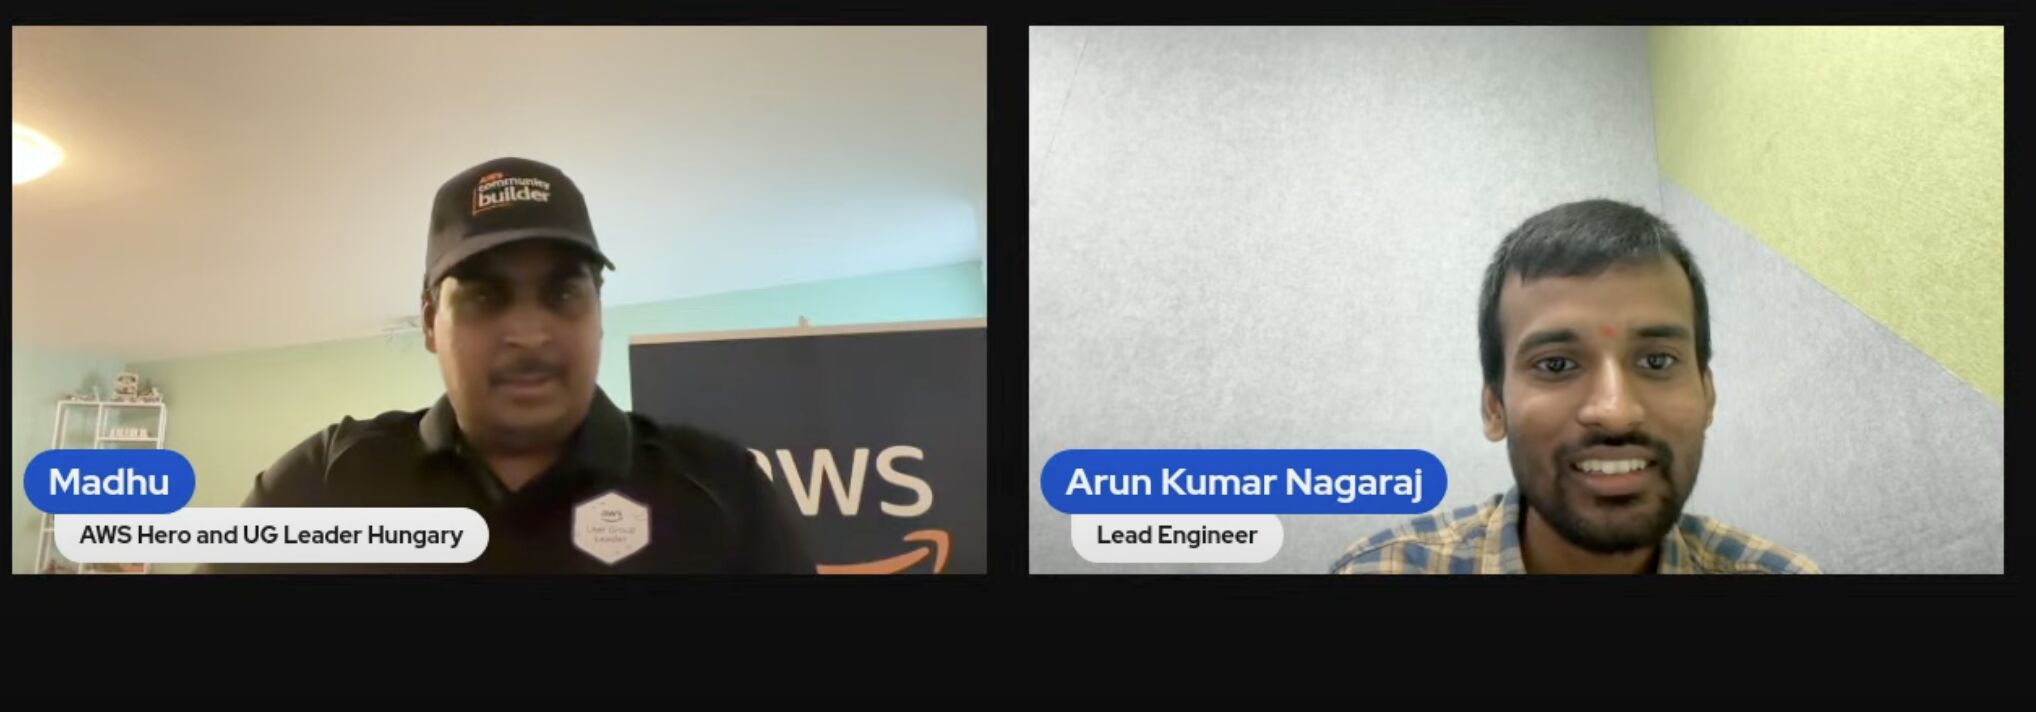 AWS
community
builder
aws
User Group
Leader
aws
Madhu
AWS Hero and UG Leader Hungary
Arun Kumar Nagaraj
Lead Engineer